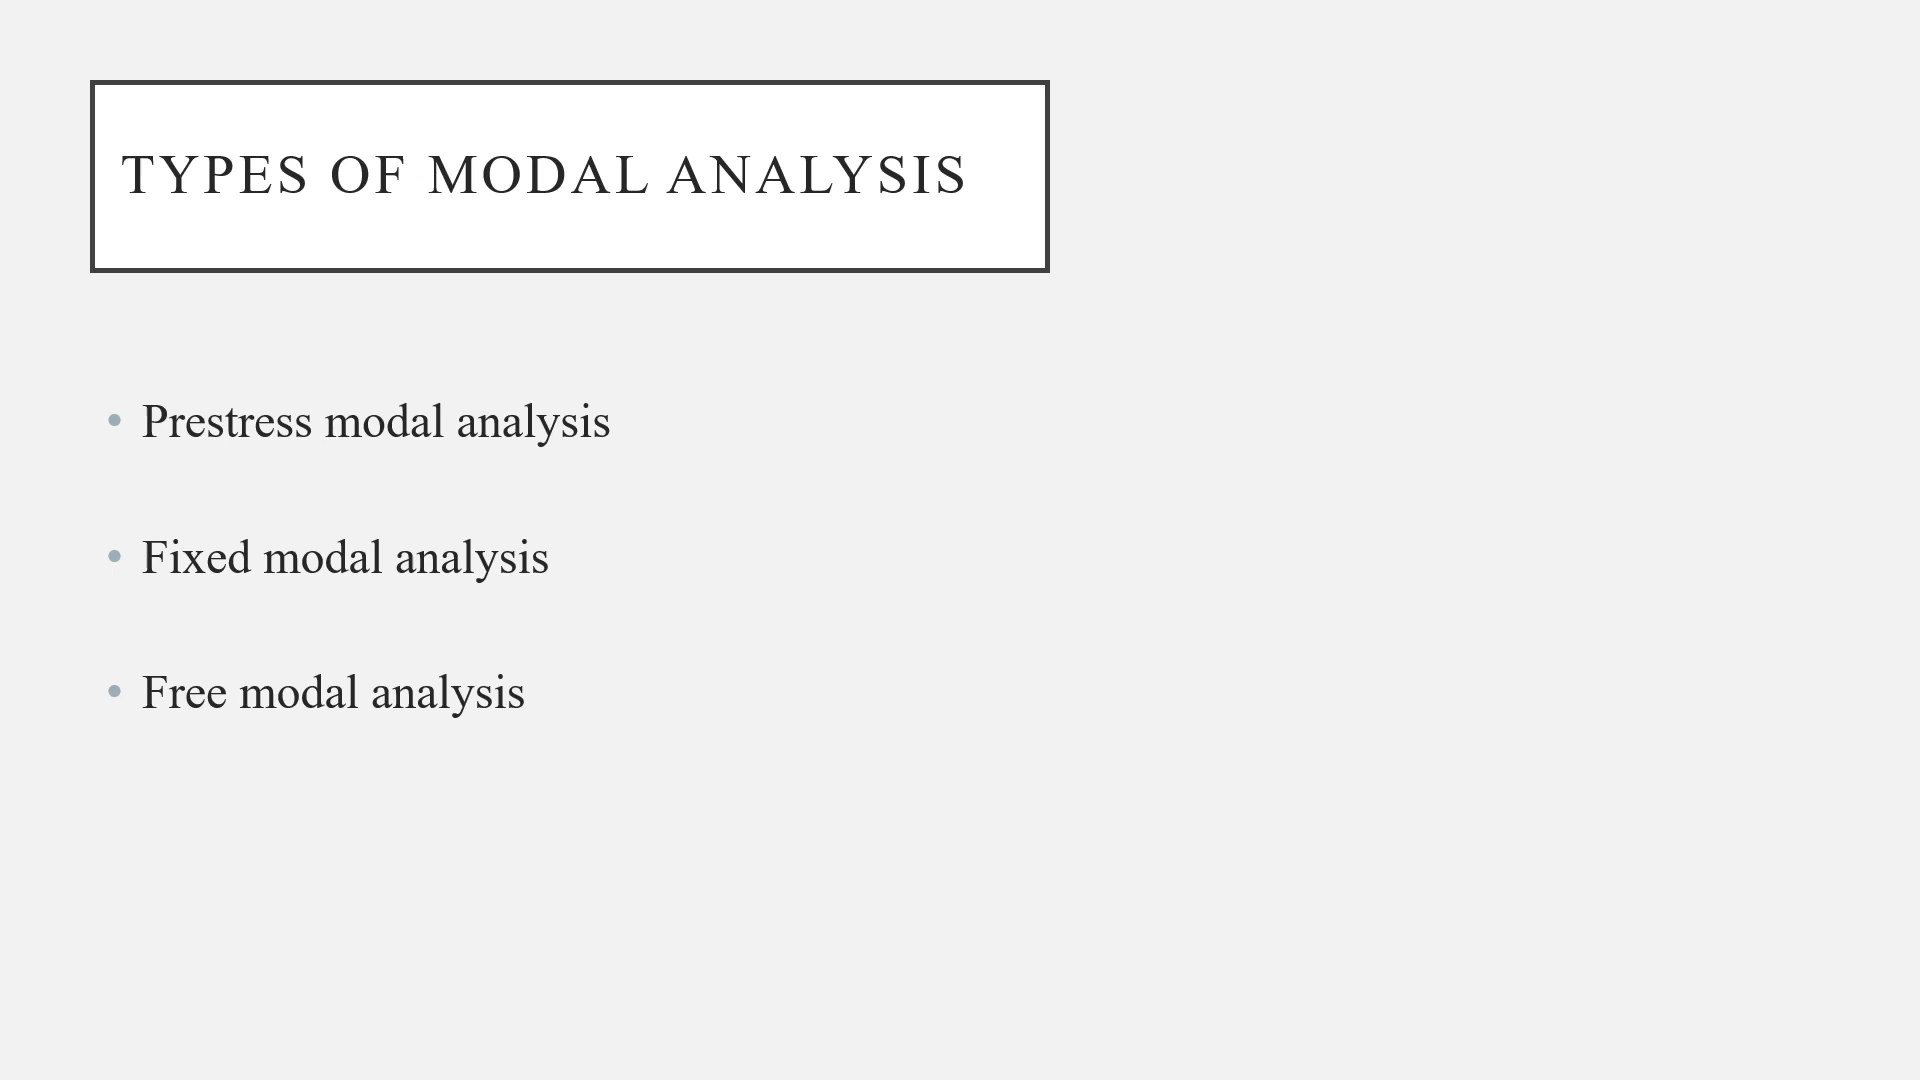 TYPES OF MODAL ANALYSIS
• Prestress modal analysis
• Fixed modal analysis
• Free modal analysis